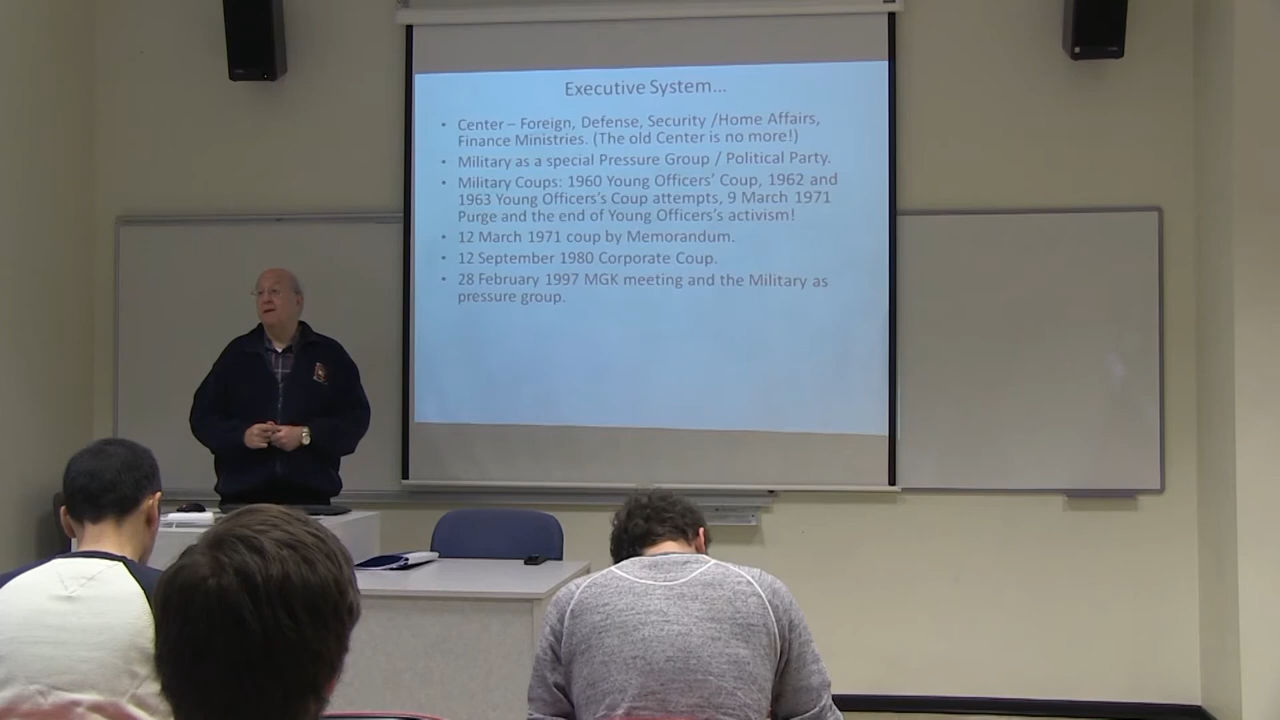 Executive System...
• Center – Foreign, Defense, Security /Home Affairs,
Finance Ministries. (The old Center is no more!)
• Military as a special Pressure Group / Political Party.
• Military Coups: 1960 Young Officers' Coup, 1962 and
1963 Young Officers's Coup attempts, 9 March 1971
Purge and the end of Young Officers's activism!
• 12 March 1971 coup by Memorandum.
• 12 September 1980 Corporate Coup.
• 28 February 1997 MGK meeting and the Military as
pressure group.